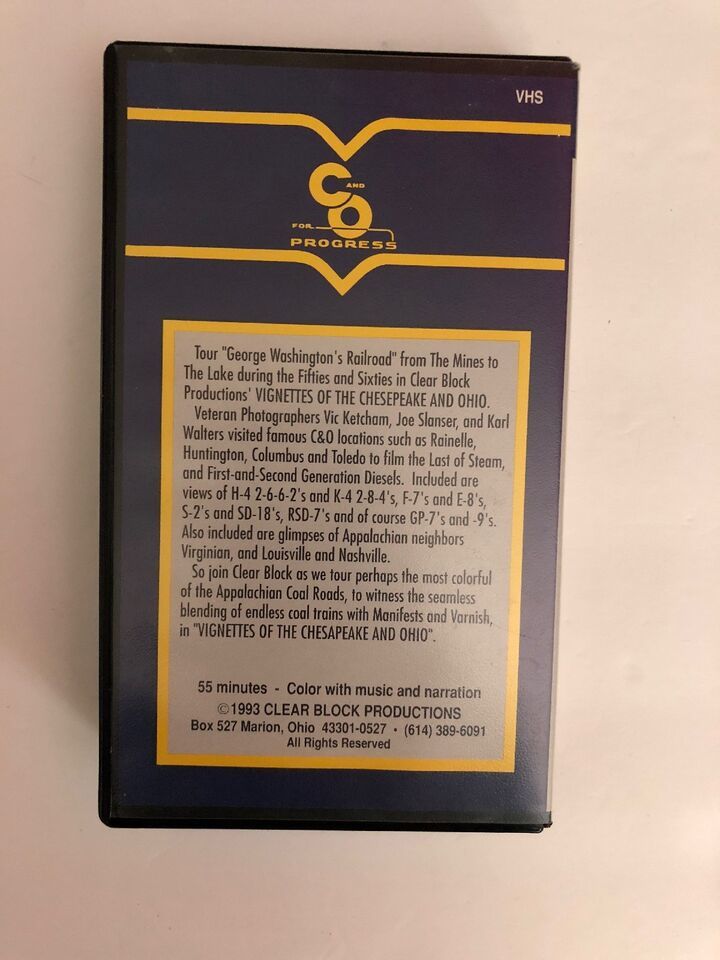 VHS
C AND O
FOR
PROGRESS
Tour "George Washington's Railroad" from The Mines to
The Lake during the Fifties and Sixties in Clear Block
Productions' VIGNETTES OF THE CHESEPEAKE AND OHIO.
Veteran Photographers Vic Ketcham, Joe Slanser, and Karl
Walters visited famous C&O locations such as Rainelle,
Huntington, Columbus and Toledo to film the Last of Steam,
and First-and-Second Generation Diesels. Included are
views of H-4 2-6-6-2's and K-4 2-8-4's, F-7's and E-8's,
S-2's and SD-18's, RSD-7's and of course GP-7's and -9's.
Also included are glimpses of Appalachian neighbors
Virginian, and Louisville and Nashville.
So join Clear Block as we tour perhaps the most colorful
of the Appalachian Coal Roads, to witness the seamless
blending of endless coal trains with Manifests and Varnish,
in "VIGNETTES OF THE CHESAPEAKE AND OHIO".
55 minutes - Color with music and narration
©1993 CLEAR BLOCK PRODUCTIONS
Box 527 Marion, Ohio 43301-0527 • (614) 389-6091
All Rights Reserved